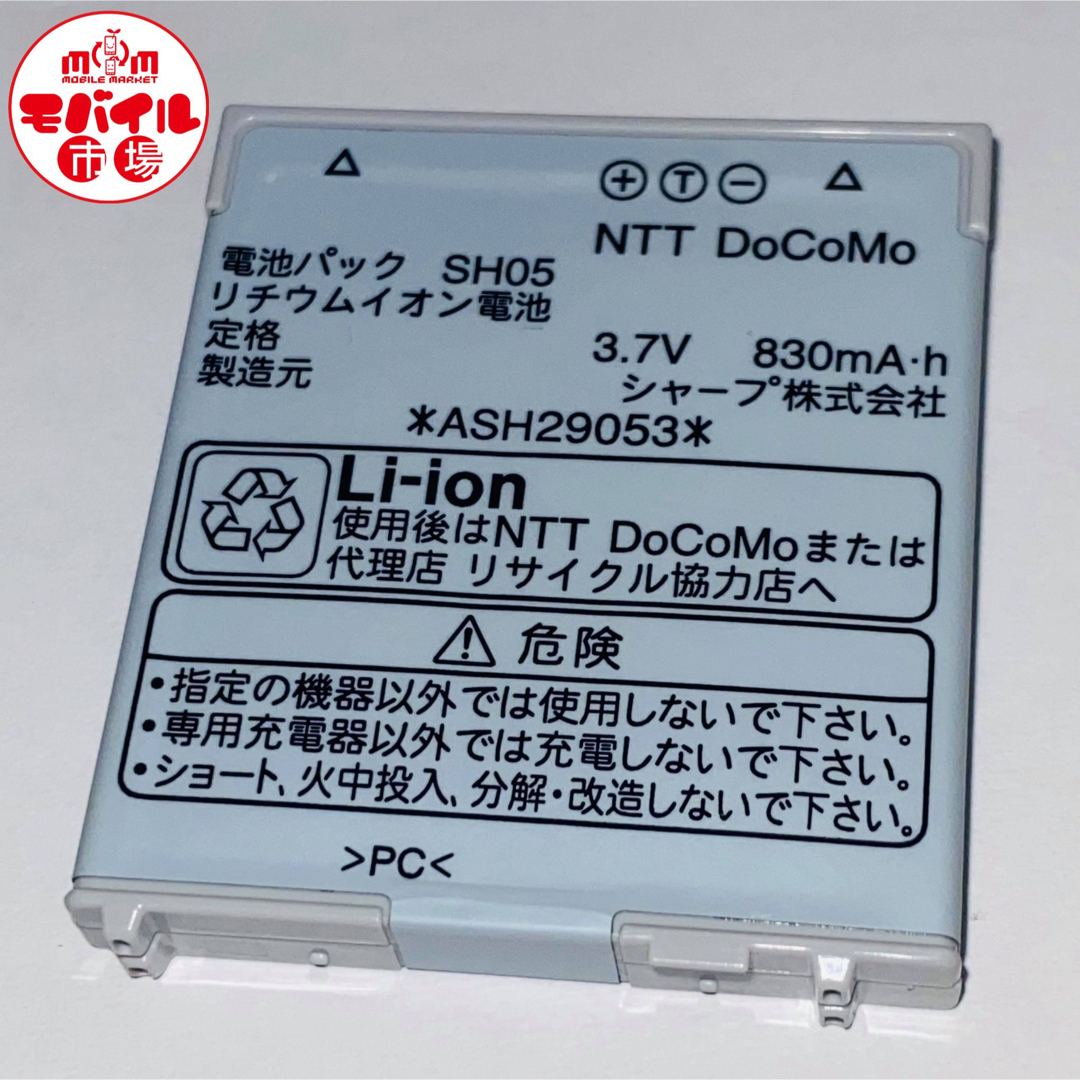 mm
MOBILE MARKET
モバイル
市場
+ T −
NTT DoCoMo
電池パック SH05
リチウムイオン電池
定格 3.7V 830mA·h
製造元 シャープ株式会社
*ASH29053*
Li-ion
使用後はNTT DoCoMoまたは
代理店 リサイクル協力店へ
⚠ 危険
・指定の機器以外では使用しないで下さい。
・専用充電器以外では充電しないで下さい。
・ショート、火中投入、分解・改造しないで下さい。
>PC<